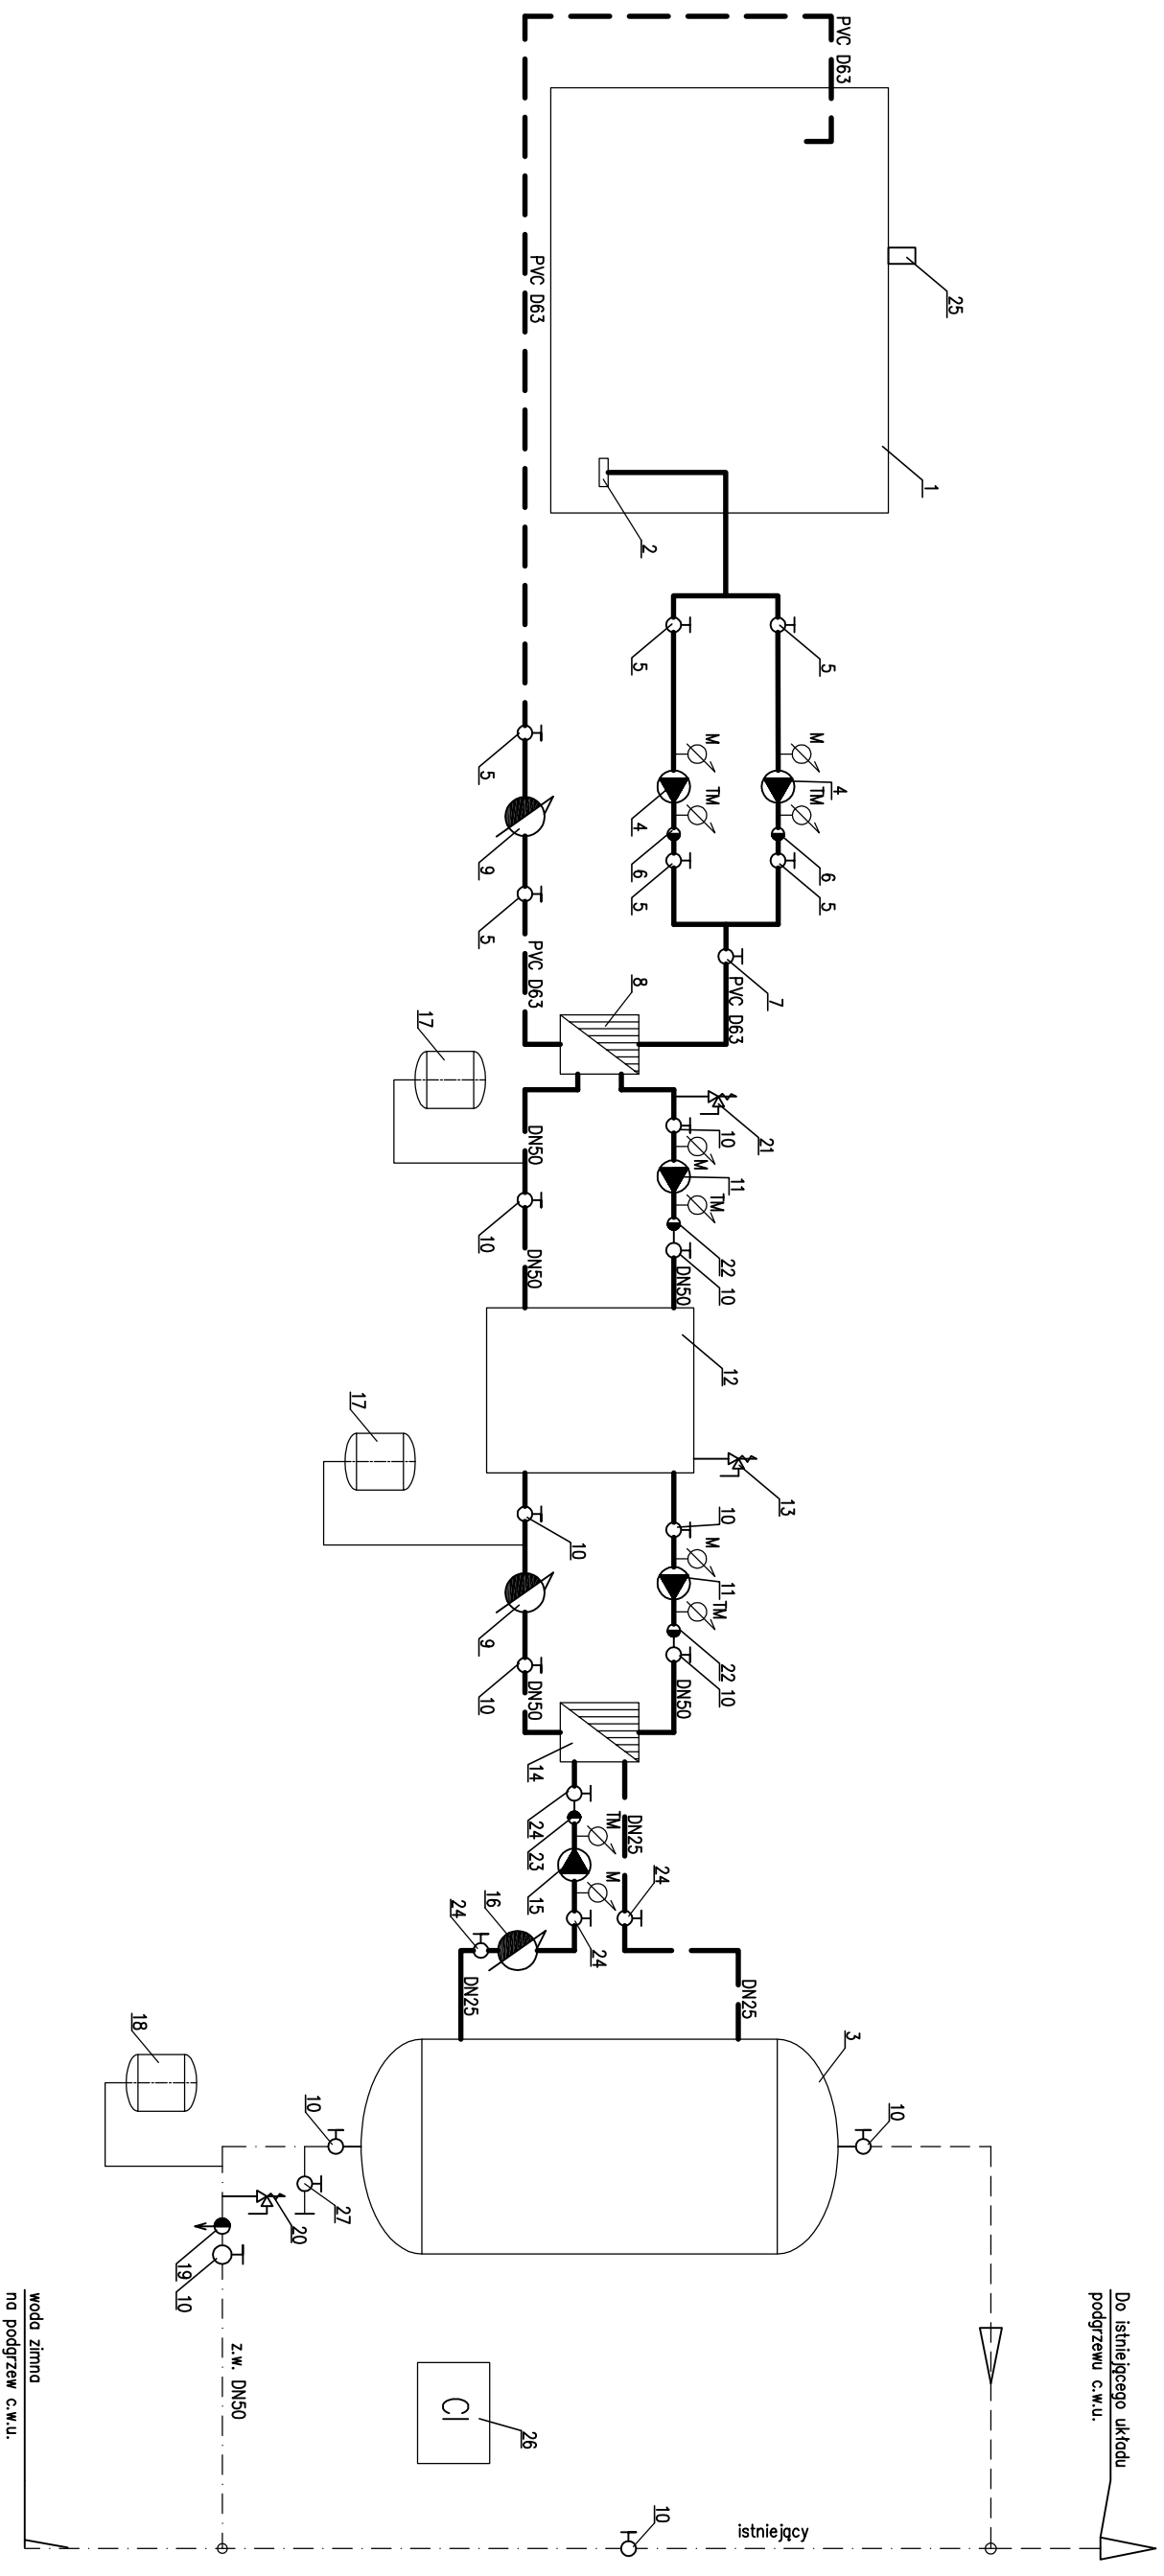 PVC D63
25
PVC D63
1
2
5
5
M
M
5
4
TM
TM
4
6
9
6
5
5
5
PVC D63
7
PVC D63
8
17
21
10
DN50
M
11
TM
10
22
DN50
10
DN50
12
17
13
10
10
M
11
TM
9
22
10
10
DN50
DN50
14
24
TM
DN25
23
M
15
24
16
24
24
DN25
DN25
3
18
10
10
27
20
19
10
z.w. DN50
CI
26
10
istniejący
Do istniejącego układu
podgrzewu c.w.u.
woda zimna
na podgrzew c.w.u.